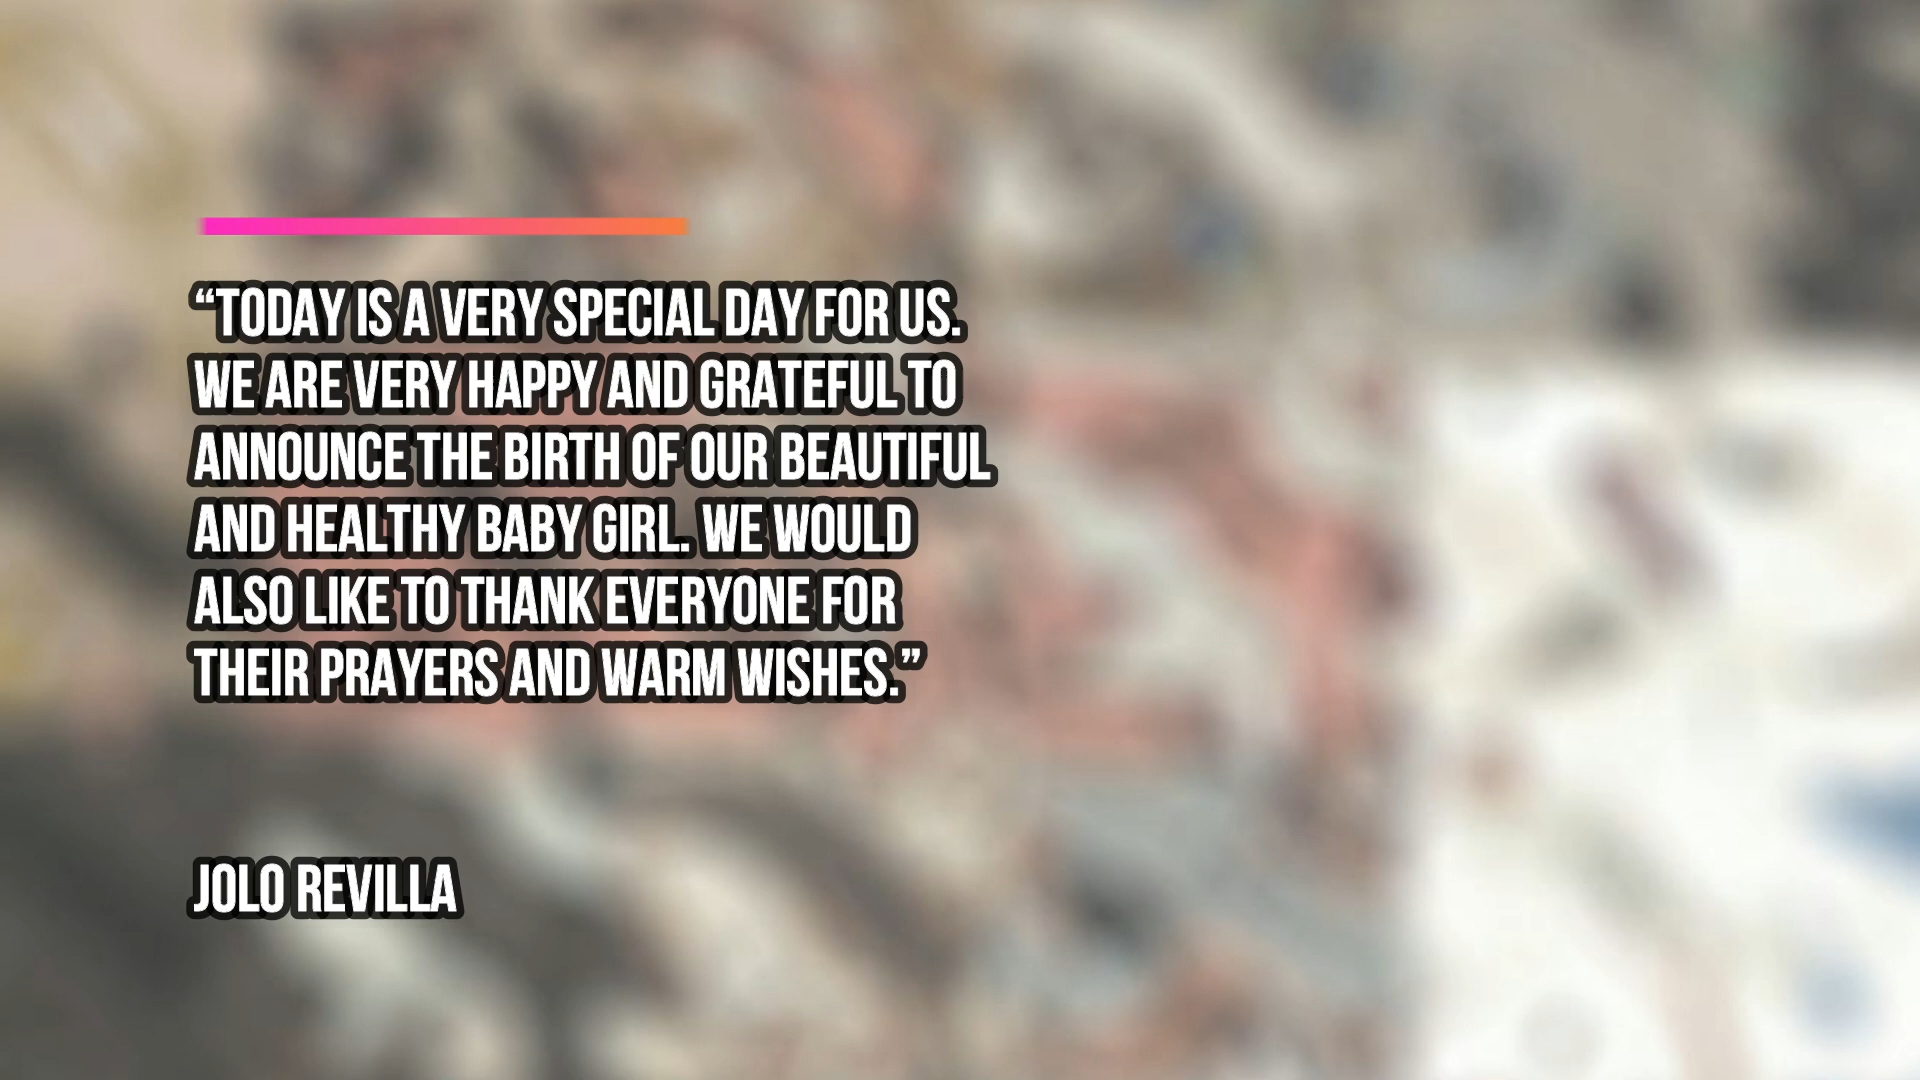 “TODAY IS A VERY SPECIAL DAY FOR US.
WE ARE VERY HAPPY AND GRATEFUL TO
ANNOUNCE THE BIRTH OF OUR BEAUTIFUL
AND HEALTHY BABY GIRL. WE WOULD
ALSO LIKE TO THANK EVERYONE FOR
THEIR PRAYERS AND WARM WISHES.”
JOLO REVILLA